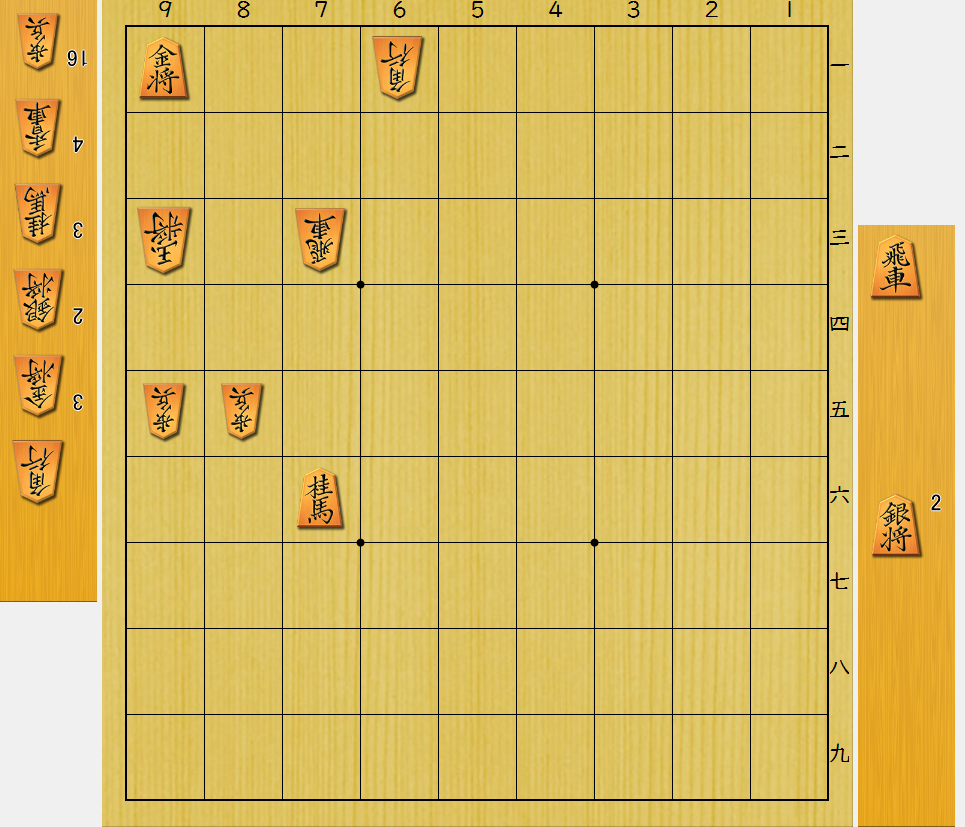 9 8 7 6 5 4 3 2 1
一
二
三
四
五
六
七
八
九
金将
角行
玉将
飛車
歩兵
歩兵
桂馬
歩兵 16
香車 4
桂馬 3
銀将 2
金将 3
角行
飛車
銀将 2